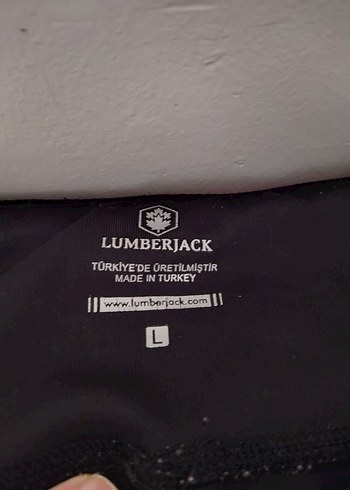 LUMBERJACK
TÜRKİYE'DE ÜRETİLMİŞTİR
MADE IN TURKEY
www.lumberjack.com
L